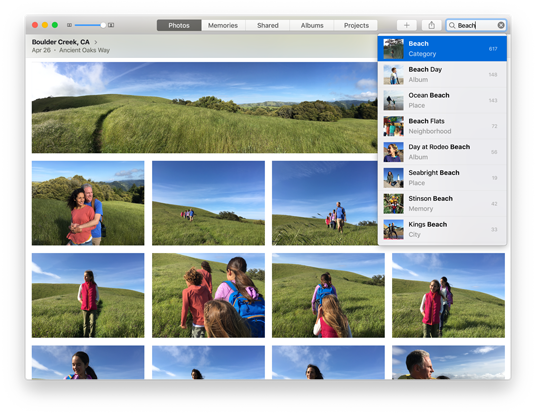 Photos Memories Shared Albums Projects
Beach
Boulder Creek, CA >
Apr 26 • Ancient Oaks Way
Beach
Category
817
Beach Day
Album
Ocean Beach
Place
143
Beach Flats
Neighborhood
72
Day at Rodeo Beach
Album
56
Seabright Beach
Place
Stinson Beach
Memory
42
Kings Beach
City
53